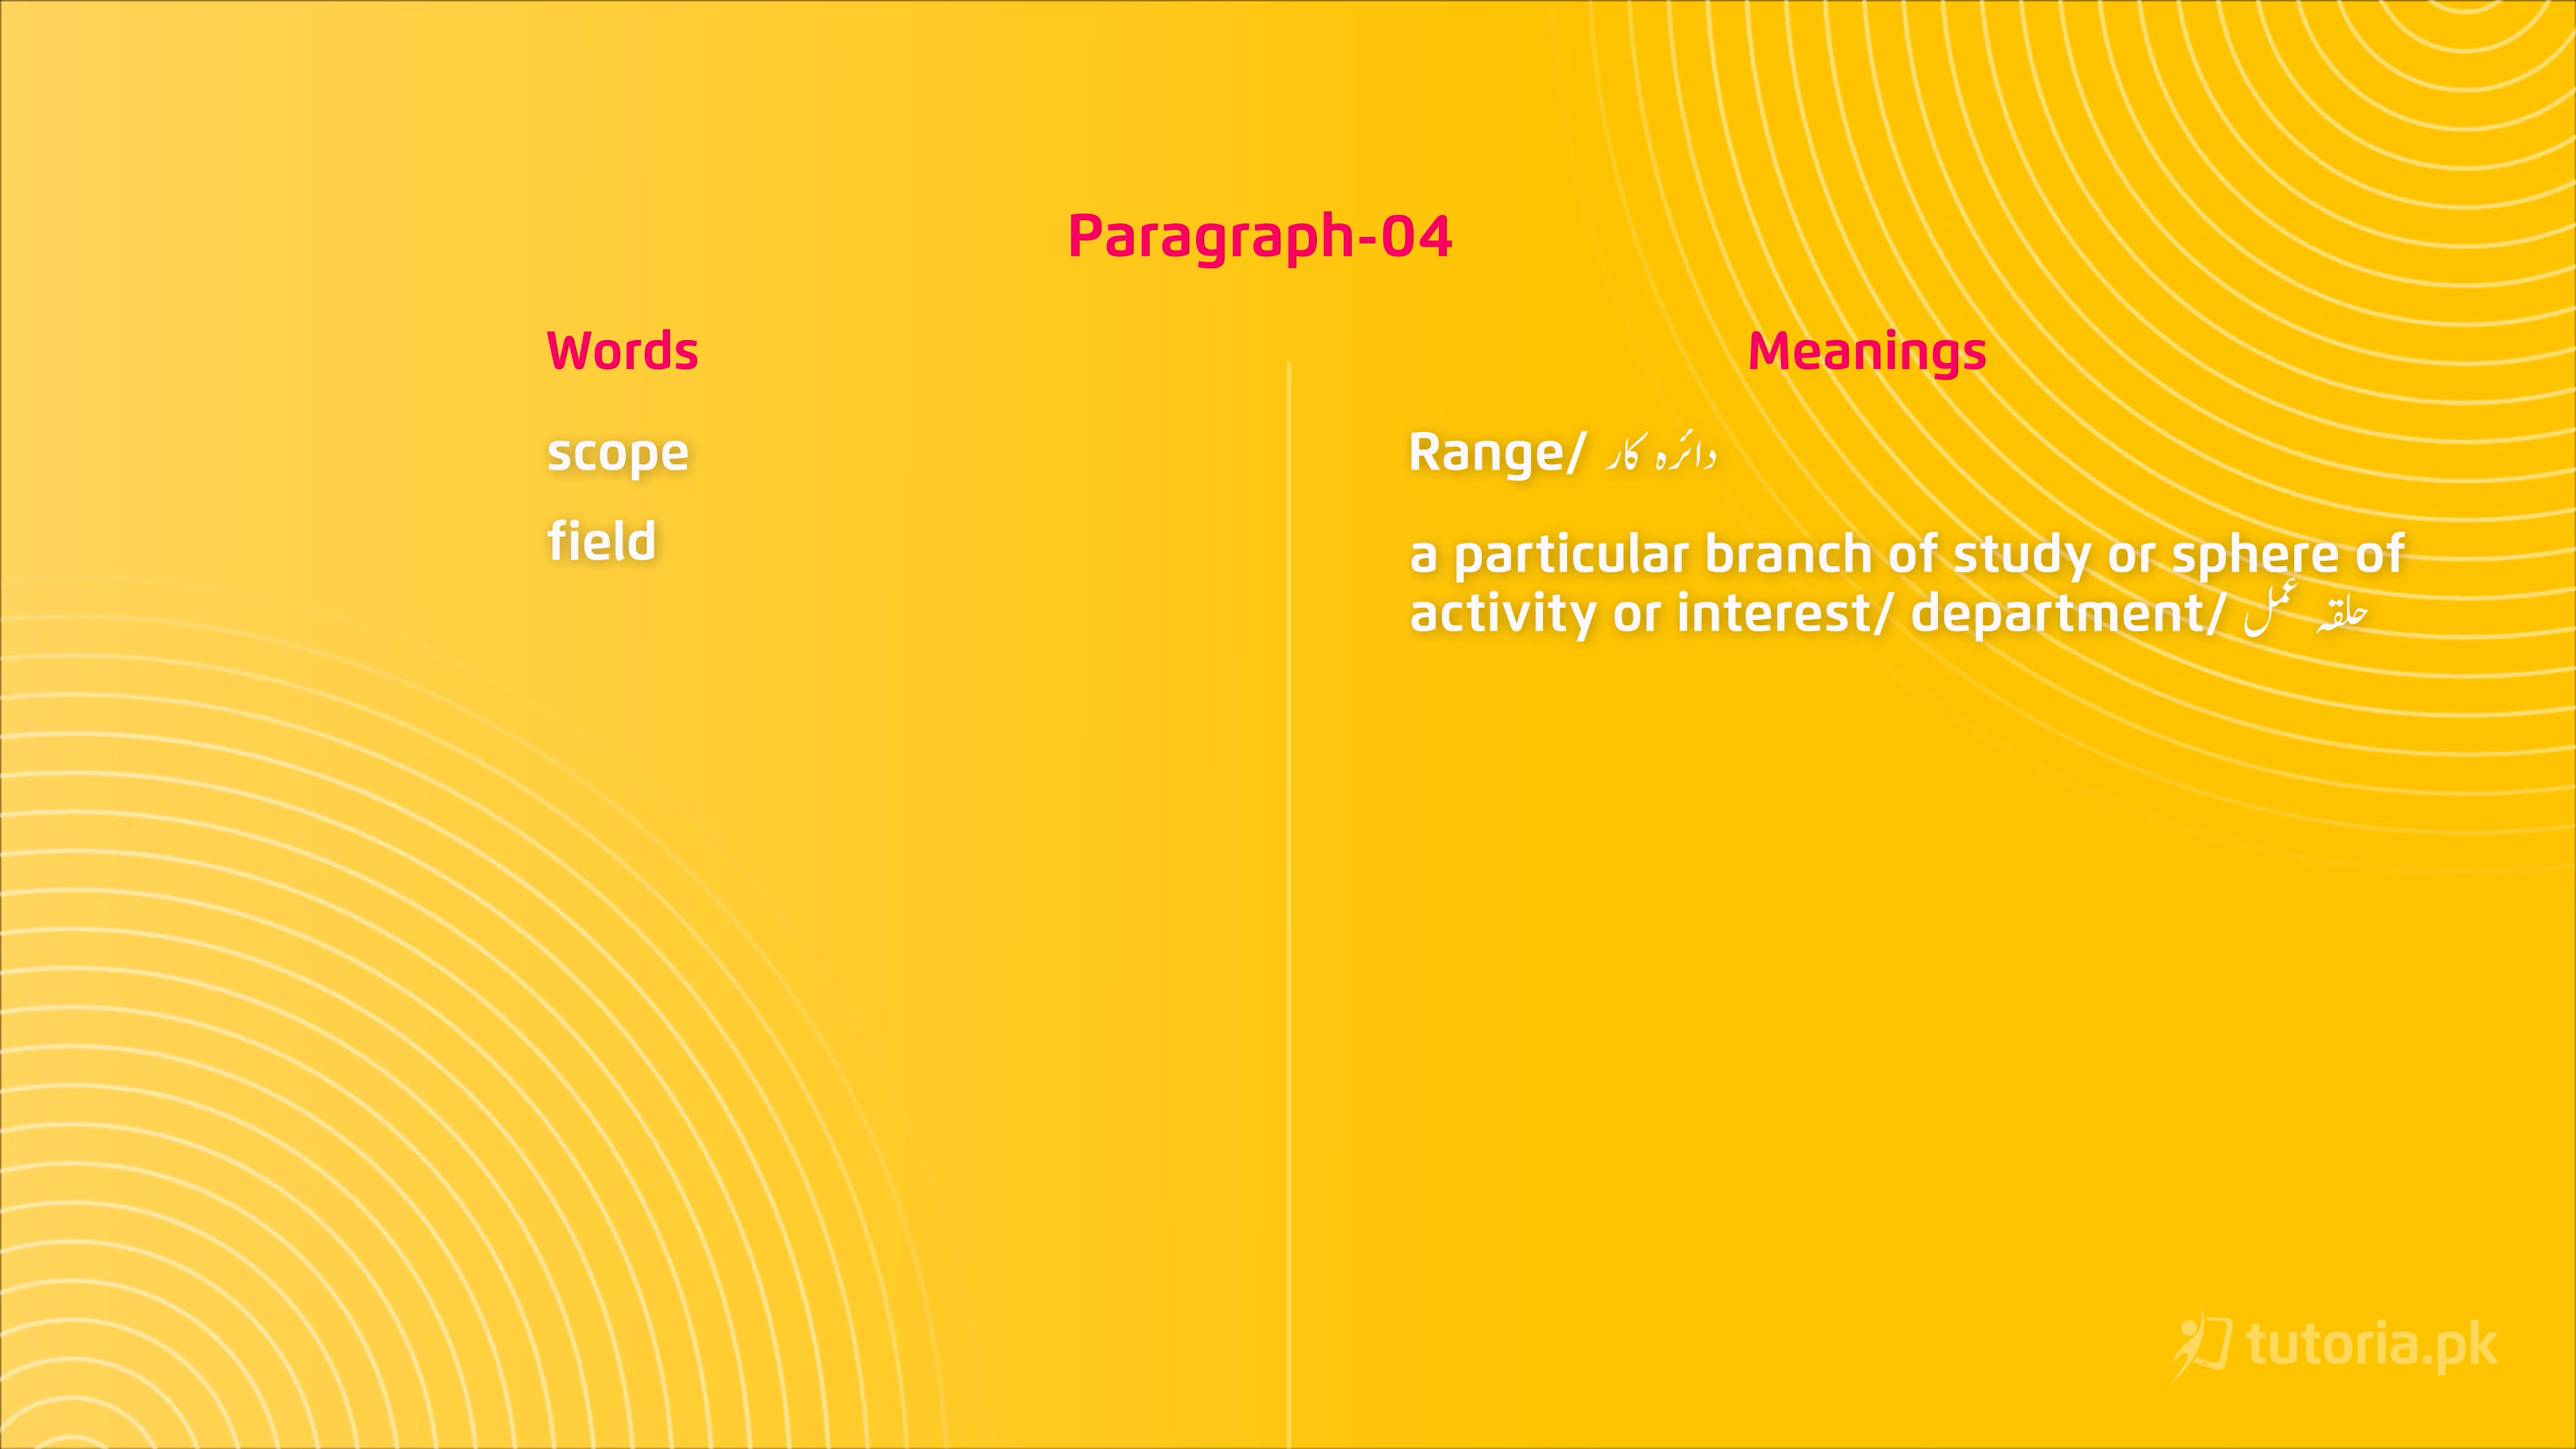 Paragraph-04
Words
Meanings
scope
Range/ دائرہ کار
field
a particular branch of study or sphere of
activity or interest/ department/ حلقہ عمل
tutoria.pk